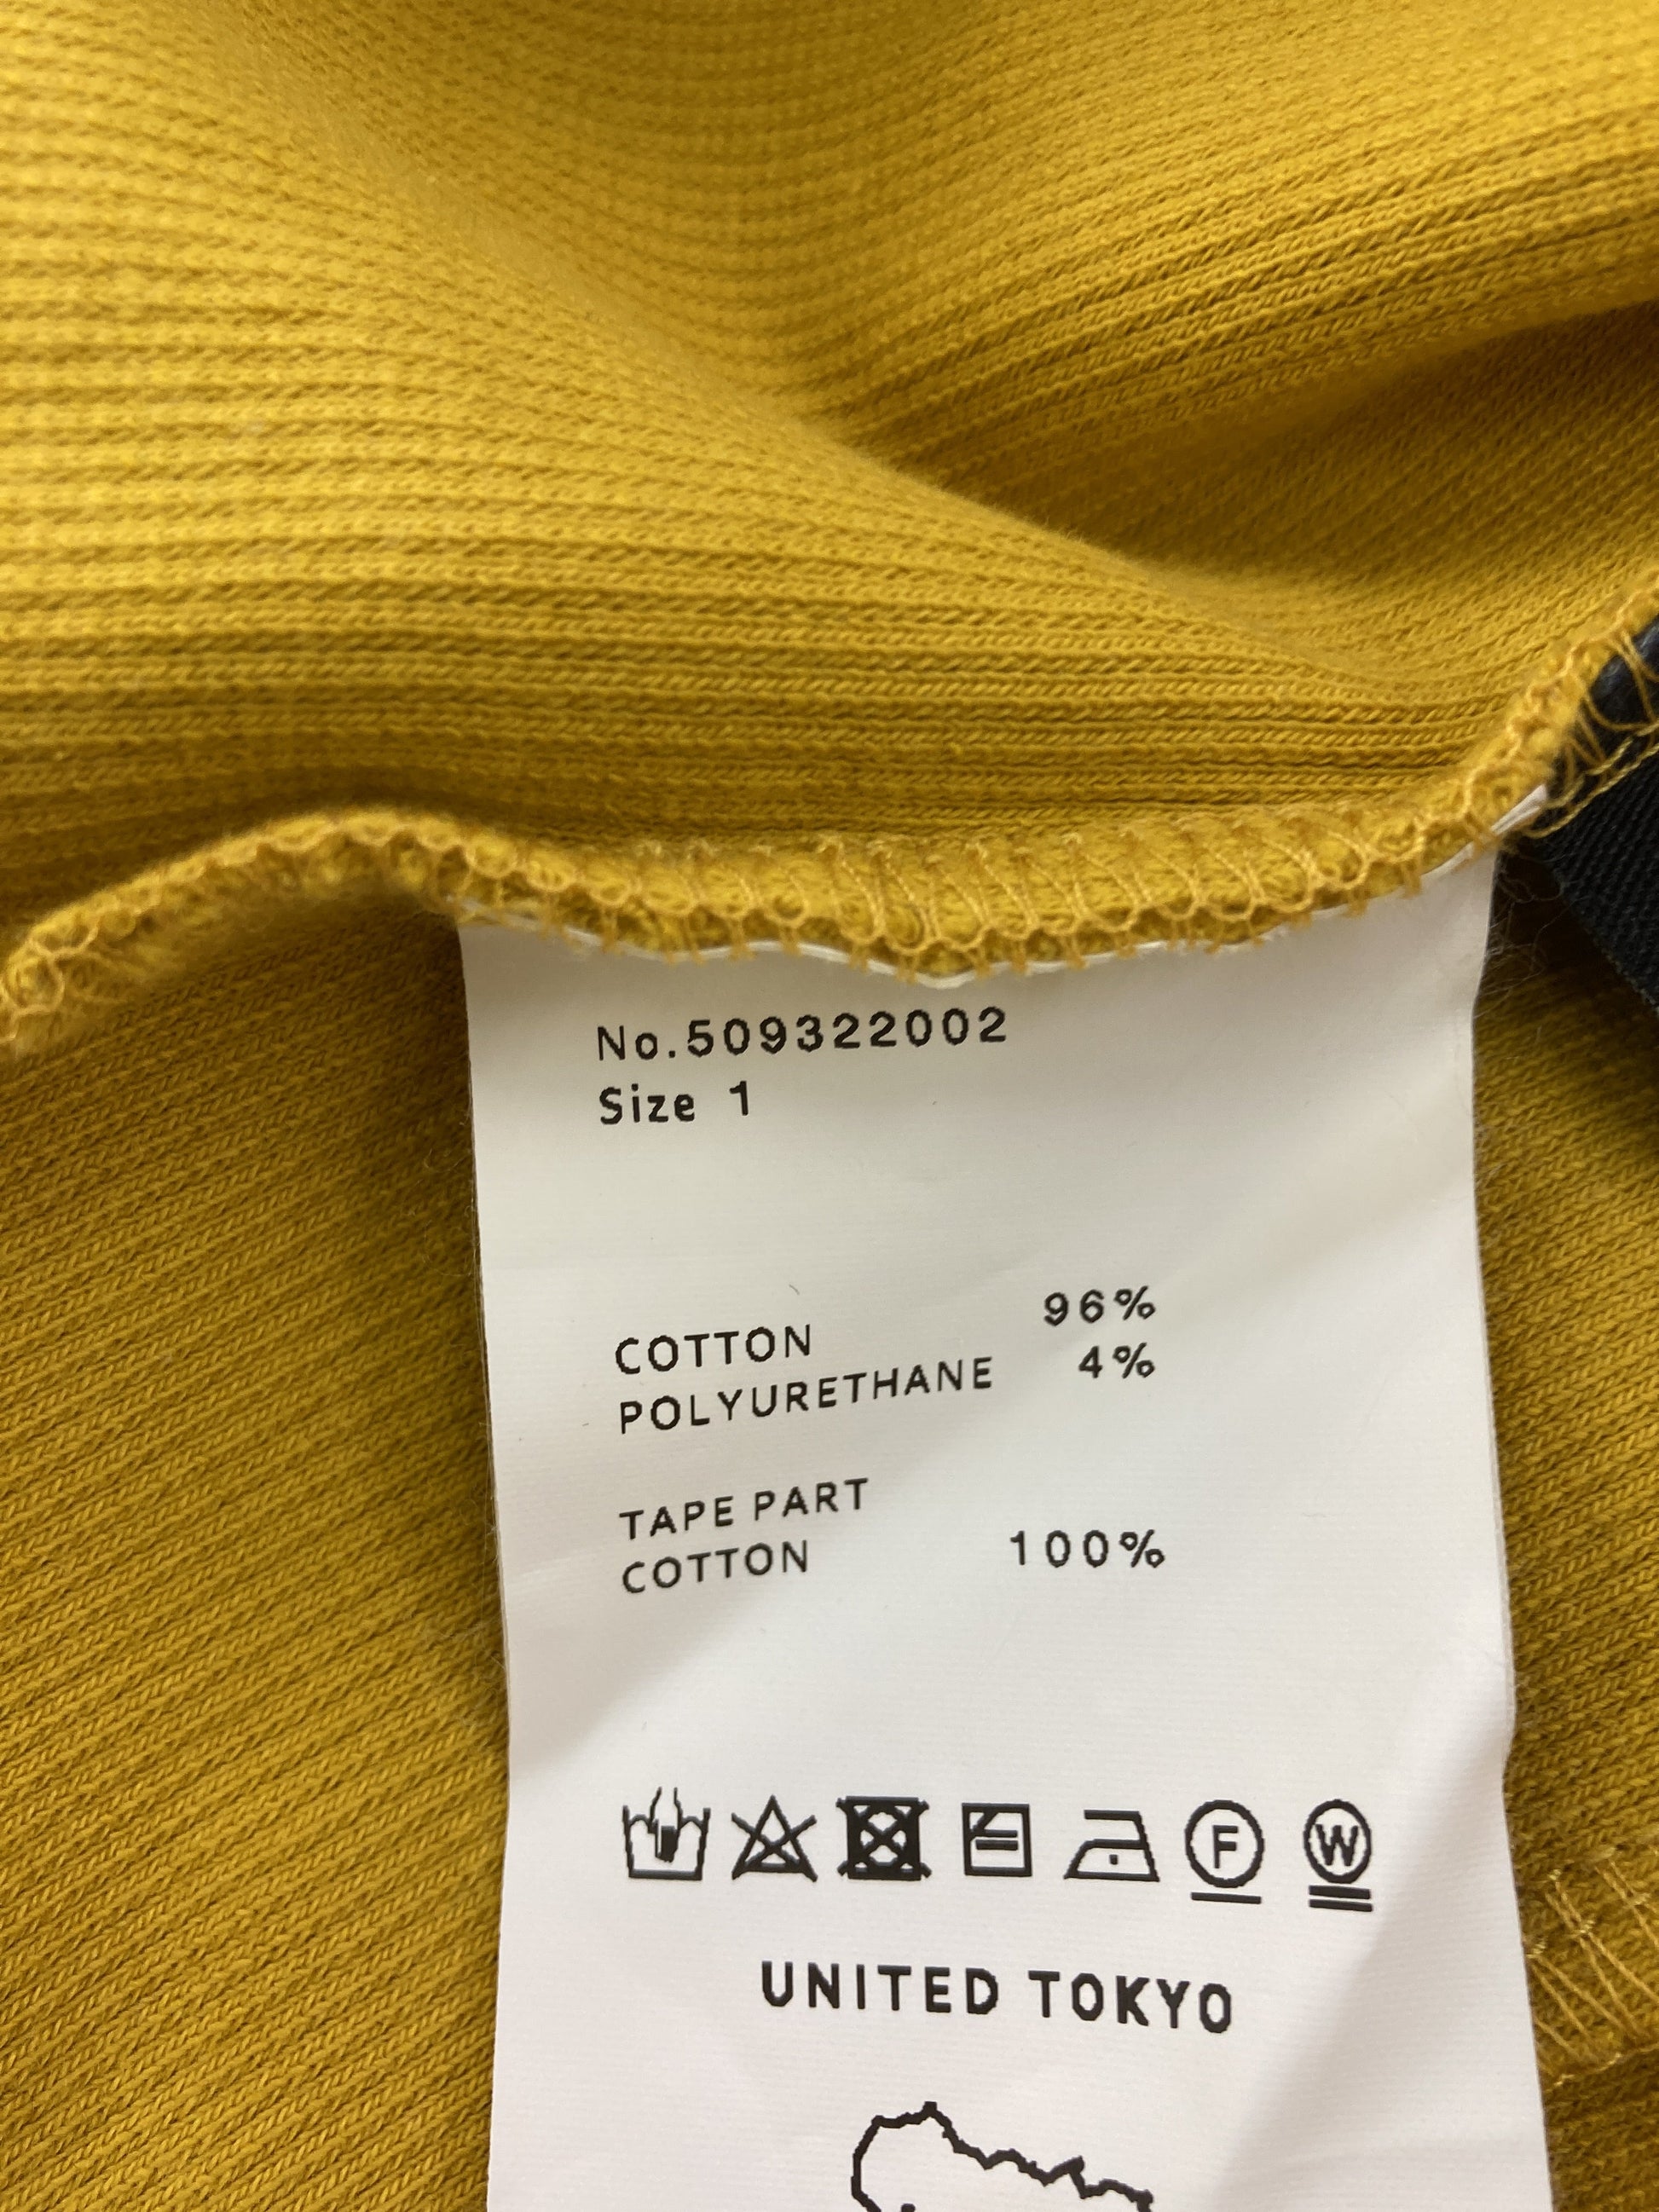 No.509322002
Size 1
COTTON 96%
POLYURETHANE 4%
TAPE PART
COTTON 100%
F W
UNITED TOKYO